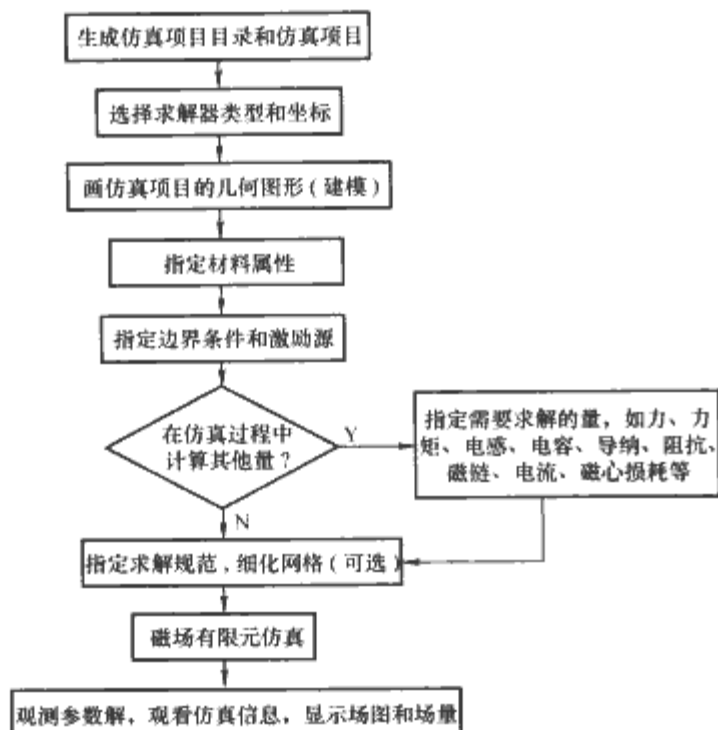 生成仿真项目目录和仿真项目
选择求解器类型和坐标
画仿真项目的几何图形(建模)
指定材料属性
指定边界条件和激励源
在仿真过程中
计算其他量?
Y
指定需要求解的量,如力、力
矩、电感、电容、导纳、阻抗、
磁链、电流、磁心损耗等
N
指定求解规范,细化网格(可选)
磁场有限元仿真
观测参数解,观看仿真信息,显示场图和场量